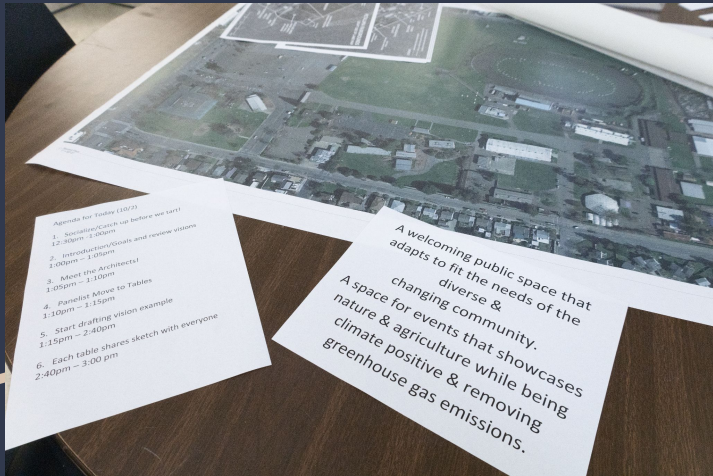 Agenda for Today (10/2)
1. Socialize/Catch up before we tart!
12:30pm -1:00pm
2. Introduction/Goals and review visions
1:00pm – 1:05pm
3. Meet the Architects!
1:05pm – 1:10pm
4. Panelist Move to Tables
1:10pm – 1:15pm
5. Start drafting vision example
1:15pm – 2:40pm
6. Each table shares sketch with everyone
2:40pm – 3:00 pm
A welcoming public space that
adapts to fit the needs of the
diverse &
changing community.
A space for events that showcases
nature & agriculture while being
climate positive & removing
greenhouse gas emissions.